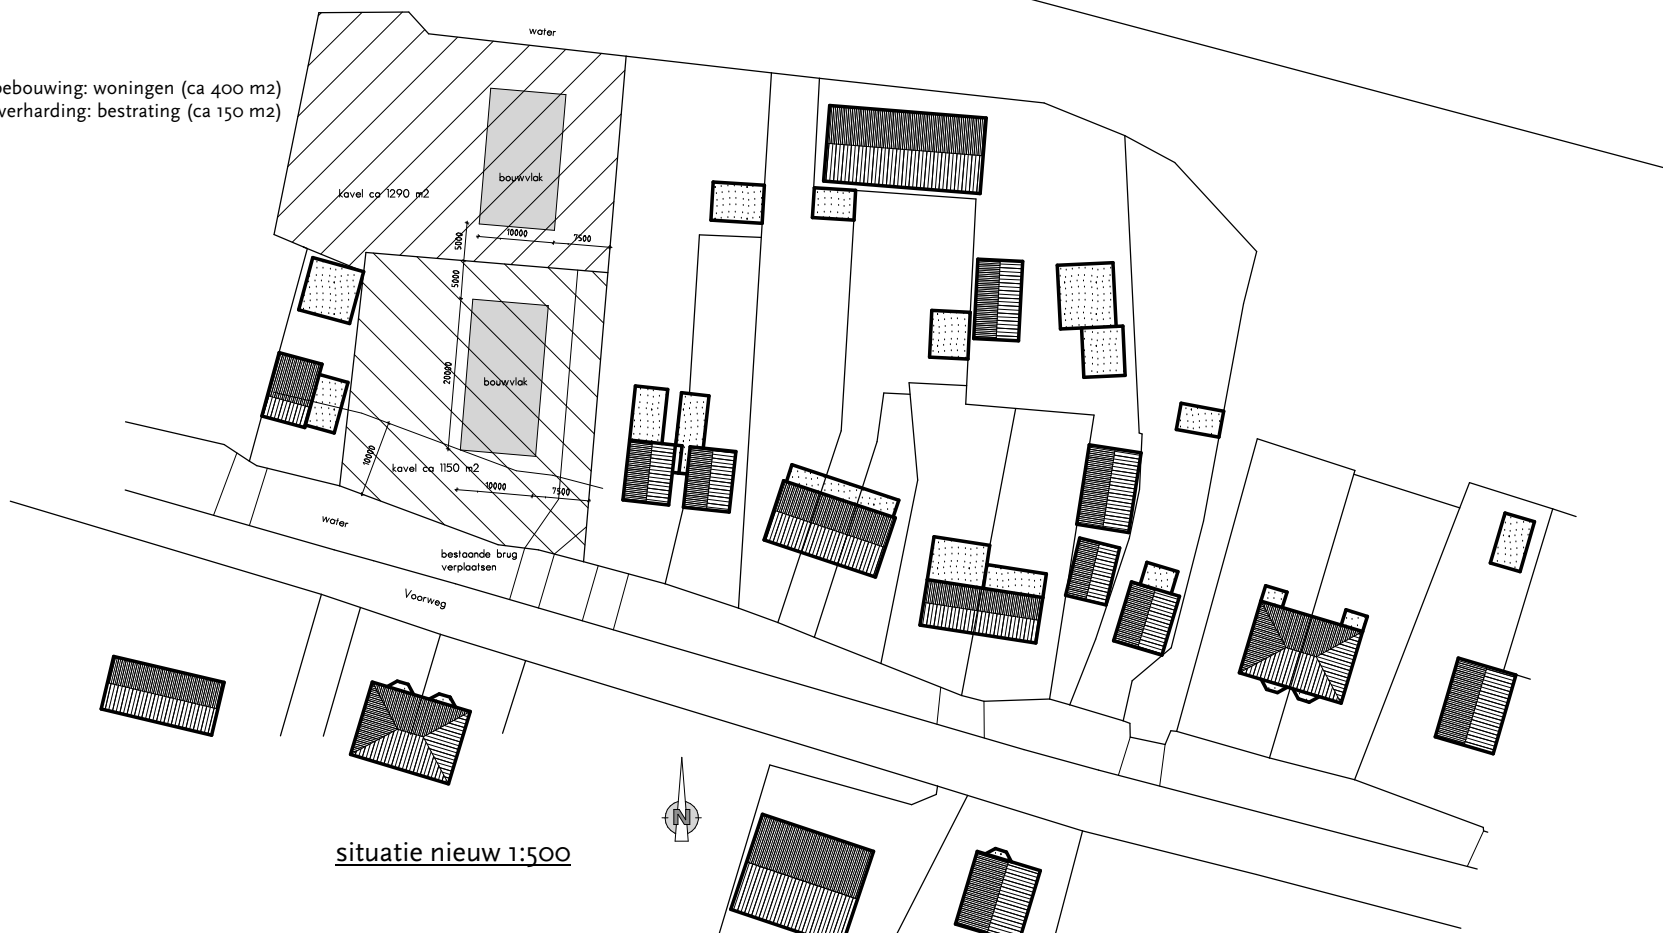 water
bebouwing: woningen (ca 400 m2)
verharding: bestrating (ca 150 m2)
bouwvlak
kavel ca 1290 m2
5000
10000
7500
5000
20000
bouwvlak
10000
kavel ca 1150 m2
10000
7500
water
bestaande brug
verplaatsen
Voorweg
N
situatie nieuw 1:500